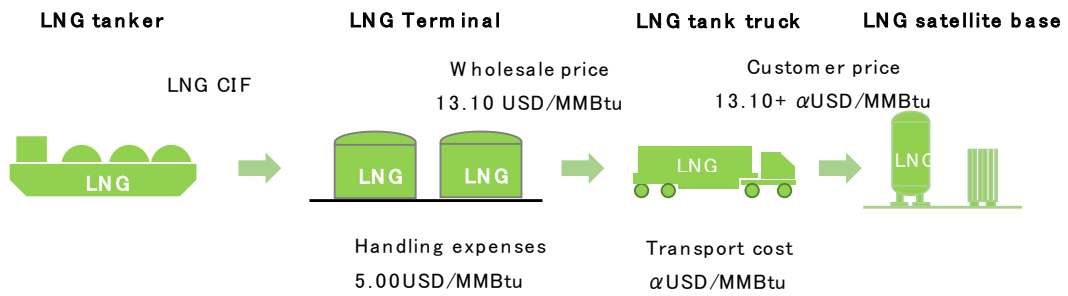 LNG tanker
LNG Terminal
LNG tank truck
LNG satellite base
LNG CIF
Wholesale price
13.10 USD/MMBtu
Customer price
13.10+ αUSD/MMBtu
LNG
LNG
LNG
LNG
LNG
Handling expenses
5.00USD/MMBtu
Transport cost
αUSD/MMBtu